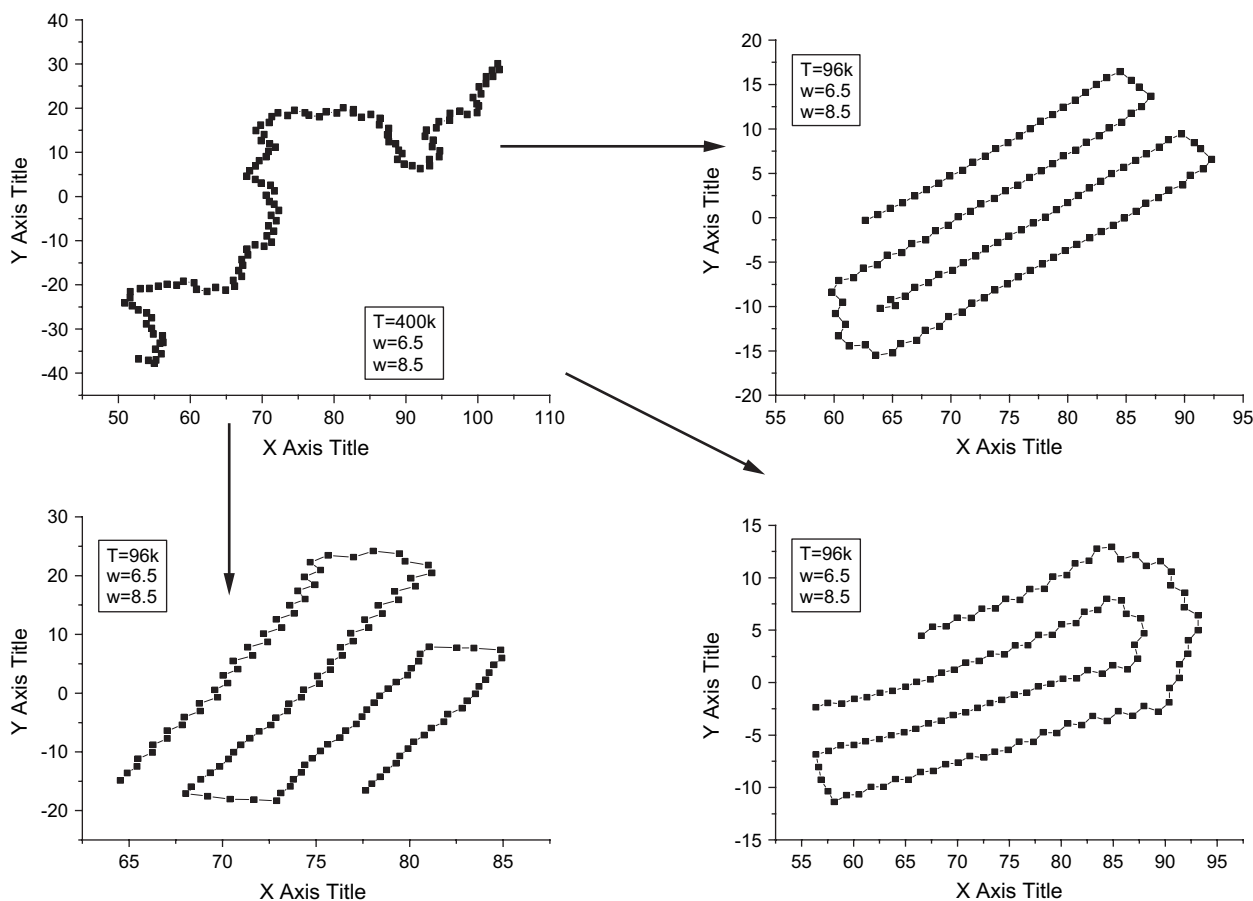 40
30
20
10
0
-10
-20
-30
-40
Y Axis Title
T=400k
w=6.5
w=8.5
50 60 70 80 90 100 110
X Axis Title
20
15
10
5
0
-5
-10
-15
-20
Y Axis Title
T=96k
w=6.5
w=8.5
55 60 65 70 75 80 85 90 95
X Axis Title
30
20
10
0
-10
-20
Y Axis Title
T=96k
w=6.5
w=8.5
65 70 75 80 85
X Axis Title
15
10
5
0
-5
-10
-15
Y Axis Title
T=96k
w=6.5
w=8.5
55 60 65 70 75 80 85 90 95
X Axis Title